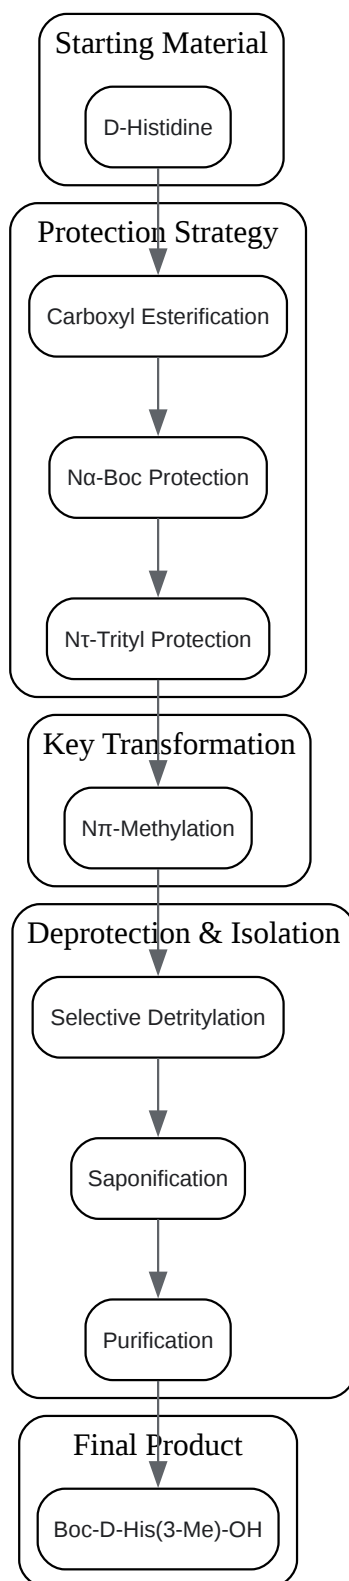 Starting Material
D-Histidine
Protection Strategy
Carboxyl Esterification
Nα-Boc Protection
Nτ-Trityl Protection
Key Transformation
Nπ-Methylation
Deprotection & Isolation
Selective Detritylation
Saponification
Purification
Final Product
Boc-D-His(3-Me)-OH